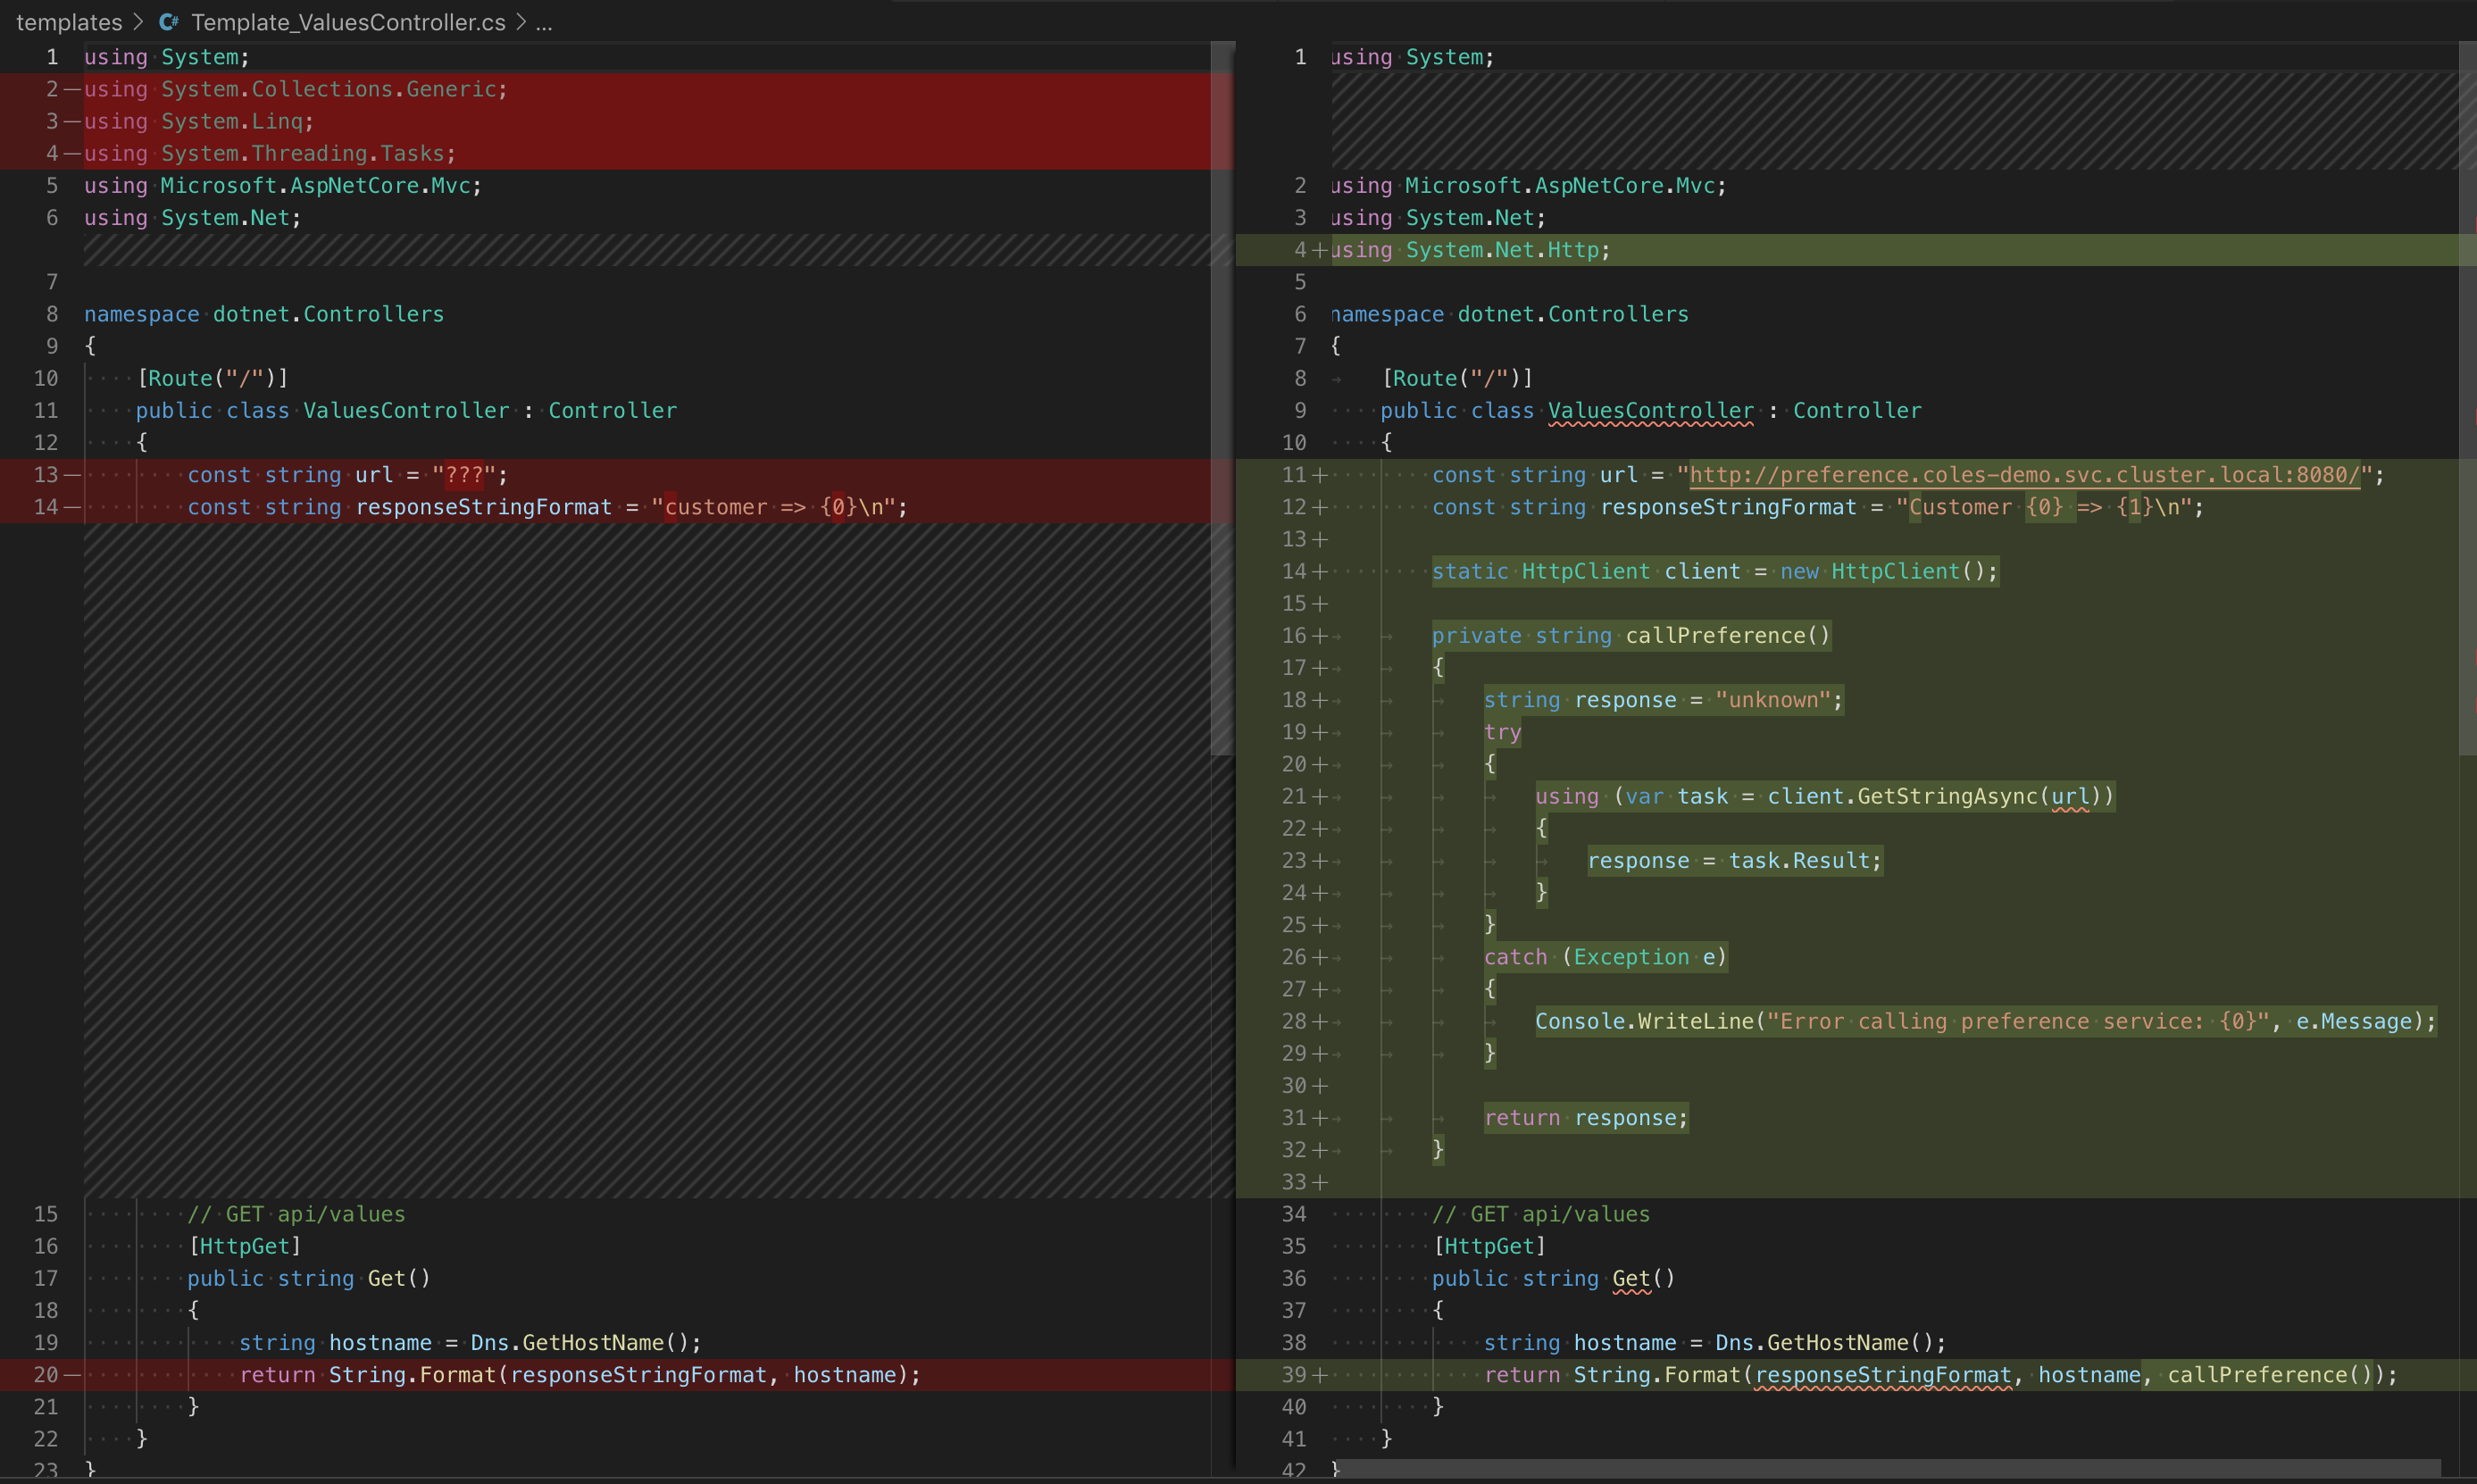 templates > C# Template_ValuesController.cs > ...
1 using System;
2 — using System.Collections.Generic;
3 — using System.Linq;
4 — using System.Threading.Tasks;
5 using Microsoft.AspNetCore.Mvc;
6 using System.Net;
7
8 namespace dotnet.Controllers
9 {
10 [Route("/")]
11 public class ValuesController : Controller
12 {
13 — const string url = "???";
14 — const string responseStringFormat = "customer => {0}\n";
15 // GET api/values
16 [HttpGet]
17 public string Get()
18 {
19 string hostname = Dns.GetHostName();
20 — return String.Format(responseStringFormat, hostname);
21 }
22 }
23 }
1 using System;
2 using Microsoft.AspNetCore.Mvc;
3 using System.Net;
4 + using System.Net.Http;
5
6 namespace dotnet.Controllers
7 {
8 [Route("/")]
9 public class ValuesController : Controller
10 {
11 + const string url = "http://preference.coles-demo.svc.cluster.local:8080/";
12 + const string responseStringFormat = "Customer {0} => {1}\n";
13 +
14 + static HttpClient client = new HttpClient();
15 +
16 + private string callPreference()
17 + {
18 + string response = "unknown";
19 + try
20 + {
21 + using (var task = client.GetStringAsync(url))
22 + {
23 + response = task.Result;
24 + }
25 + }
26 + catch (Exception e)
27 + {
28 + Console.WriteLine("Error calling preference service: {0}", e.Message);
29 + }
30 +
31 + return response;
32 + }
33 +
34 // GET api/values
35 [HttpGet]
36 public string Get()
37 {
38 string hostname = Dns.GetHostName();
39 + return String.Format(responseStringFormat, hostname, callPreference());
40 }
41 }
42 }